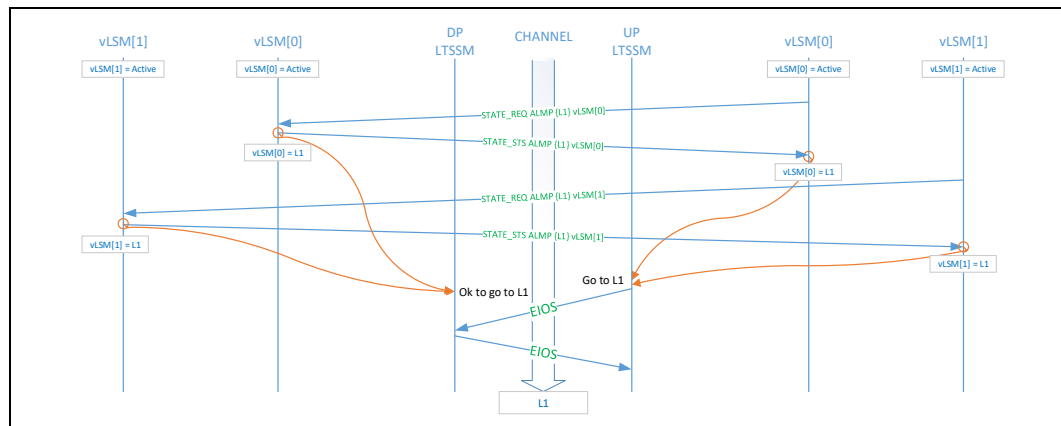 DP
UP
vLSM[1]
vLSM[0]
LTSSM
CHANNEL
LTSSM
vLSM[0]
vLSM[1]
vLSM[1] = Active
vLSM[0] = Active
vLSM[0] = Active
vLSM[1] = Active
STATE_REQ ALMP (L1) vLSM[0]
STATE_STS ALMP (L1) vLSM[0]
vLSM[0] = L1
vLSM[0] = L1
STATE_REQ ALMP (L1) vLSM[1]
STATE_STS ALMP (L1) vLSM[1]
vLSM[1] = L1
vLSM[1] = L1
Ok to go to L1
Go to L1
EIOS
EIOS
L1